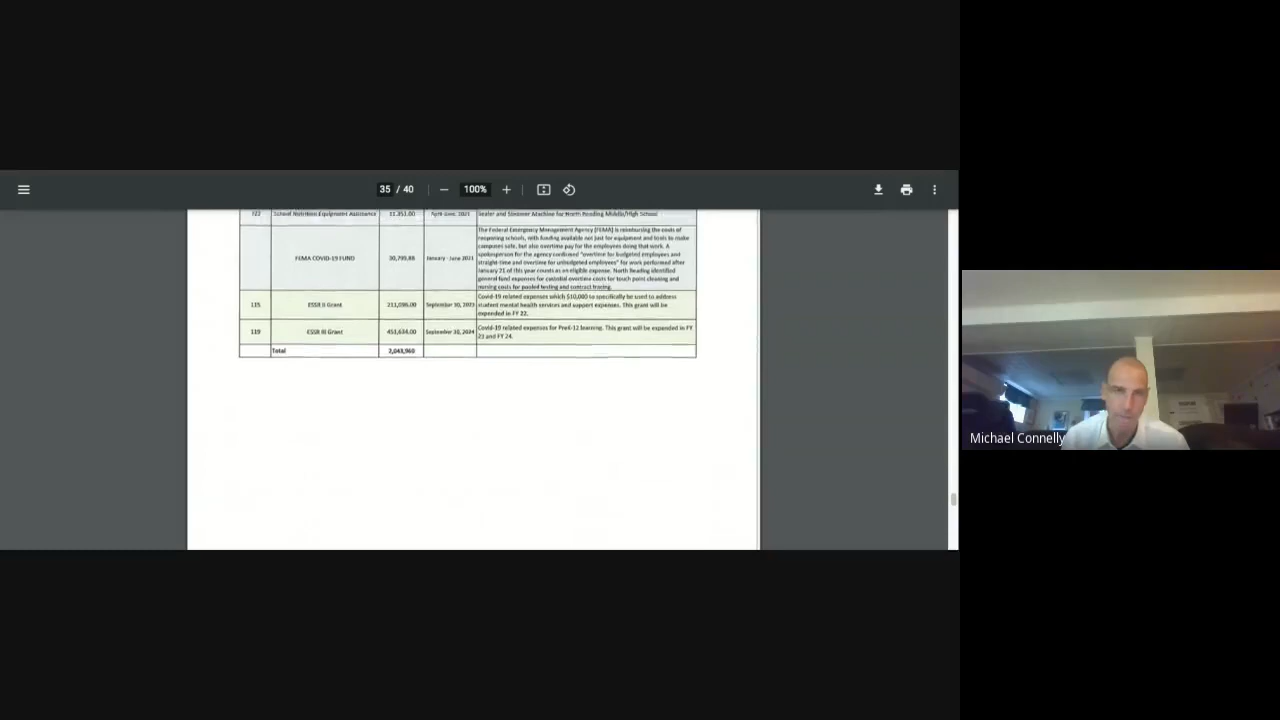 35 / 40
100%
722 School Nutrition Equipment Assistance 11,351.00 April-June, 2021 Sealer and Steamer Machine for North Reading Middle/High School
The Federal Emergency Management Agency (FEMA) is reimbursing the costs of
reopening schools, with funding available not just for equipment and tools to make
campuses safe, but also overtime pay for the employees doing that work. A
spokesperson for the agency confirmed "overtime for budgeted employees and
FEMA COVID-19 FUND 30,795.88 January - June 2021 straight-time and overtime for unbudgeted employees" for work performed after
January 21 of this year counts as an eligible expense. North Reading identified
general fund expenses for custodial overtime costs for touch point cleaning and
nursing costs for pooled testing and contract tracing.
Covid-19 related expenses which $10,000 to specifically be used to address
115 ESSR II Grant September 30, 2023 student mental health services and support expenses. This grant will be
expended in FY 22.
119 ESSR III Grant 451,634.00 September 30, 2024 Covid-19 related expenses for PreK-12 learning. This grant will be expended in FY
23 and FY 24.
Total 2,043,960
Michael Connelly